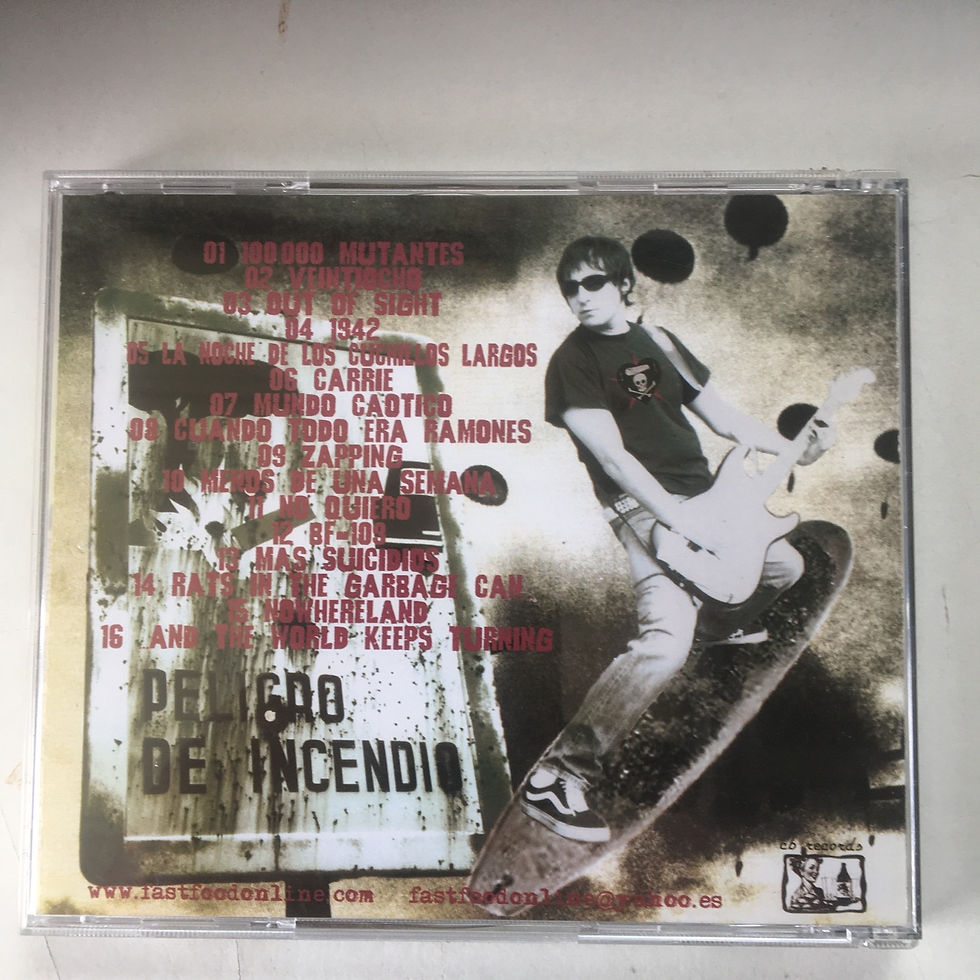 01 100.000 MUTANTES
02 VEINTIOCHO
03 OUT OF SIGHT
04 1942
05 LA NOCHE DE LOS CUCHILLOS LARGOS
06 CARRIE
07 MUNDO CAOTICO
08 CUANDO TODO ERA RAMONES
09 ZAPPING
10 MENOS DE UNA SEMANA
11 NO QUIERO
12 BF-109
13 MAS SUICIDIOS
14 RATS IN THE GARBAGE CAN
15 NOWHERELAND
16 AND THE WORLD KEEPS TURNING
PELIGRO
DE INCENDIO
cb records
www.fastfoodonline.com fastfoodonline@yahoo.es